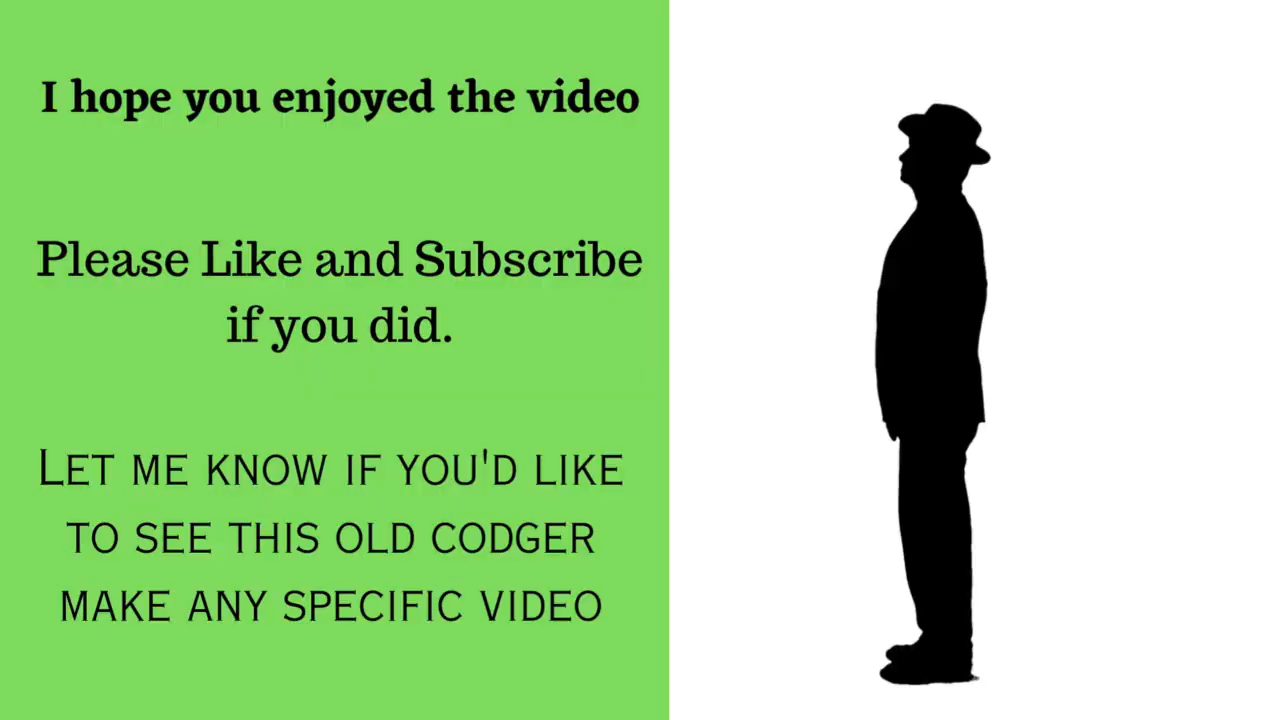 I hope you enjoyed the video
Please Like and Subscribe
if you did.
LET ME KNOW IF YOU'D LIKE
TO SEE THIS OLD CODGER
MAKE ANY SPECIFIC VIDEO